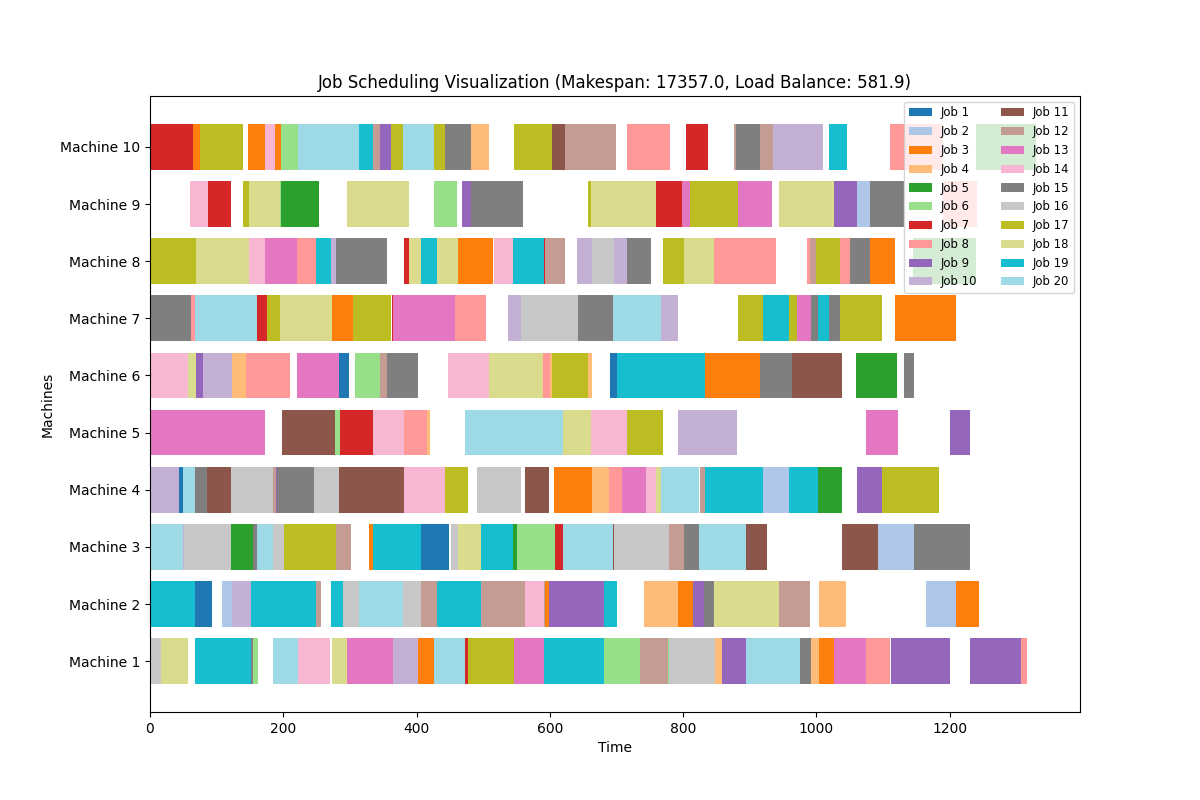 Job Scheduling Visualization (Makespan: 17357.0, Load Balance: 581.9)
Machine 10
Machine 9
Machine 8
Machine 7
Machine 6
Machine 5
Machine 4
Machine 3
Machine 2
Machine 1
Machines
0 200 400 600 800 1000 1200
Time
Job 1 Job 11
Job 2 Job 12
Job 3 Job 13
Job 4 Job 14
Job 5 Job 15
Job 6 Job 16
Job 7 Job 17
Job 8 Job 18
Job 9 Job 19
Job 10 Job 20